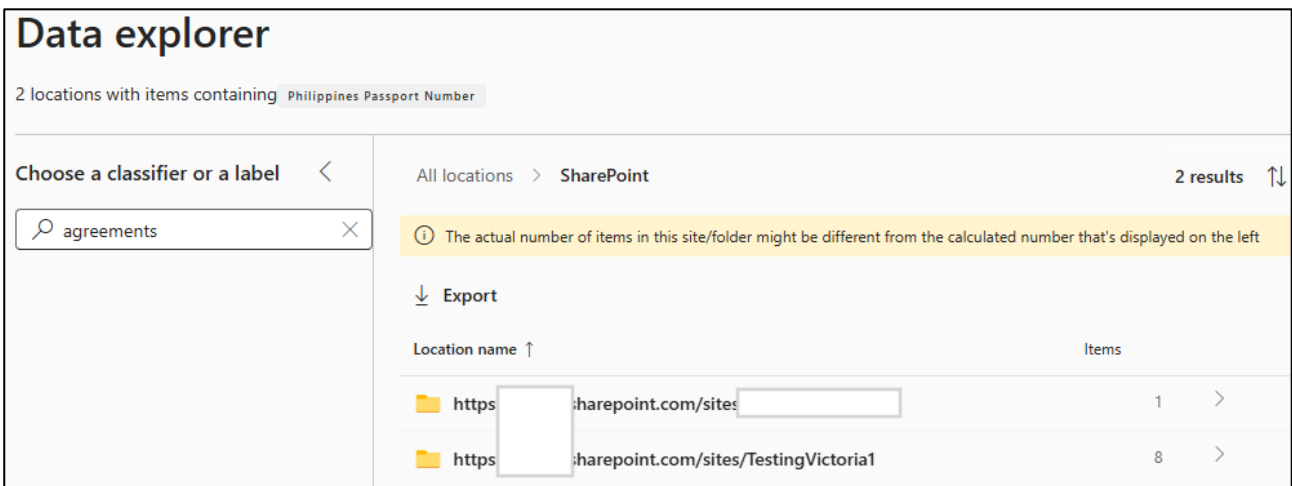 Data explorer
2 locations with items containing Philippines Passport Number
Choose a classifier or a label
agreements
All locations > SharePoint
2 results
The actual number of items in this site/folder might be different from the calculated number that's displayed on the left
Export
Location name ↑
Items
https sharepoint.com/sites
1
https sharepoint.com/sites/TestingVictoria1
8